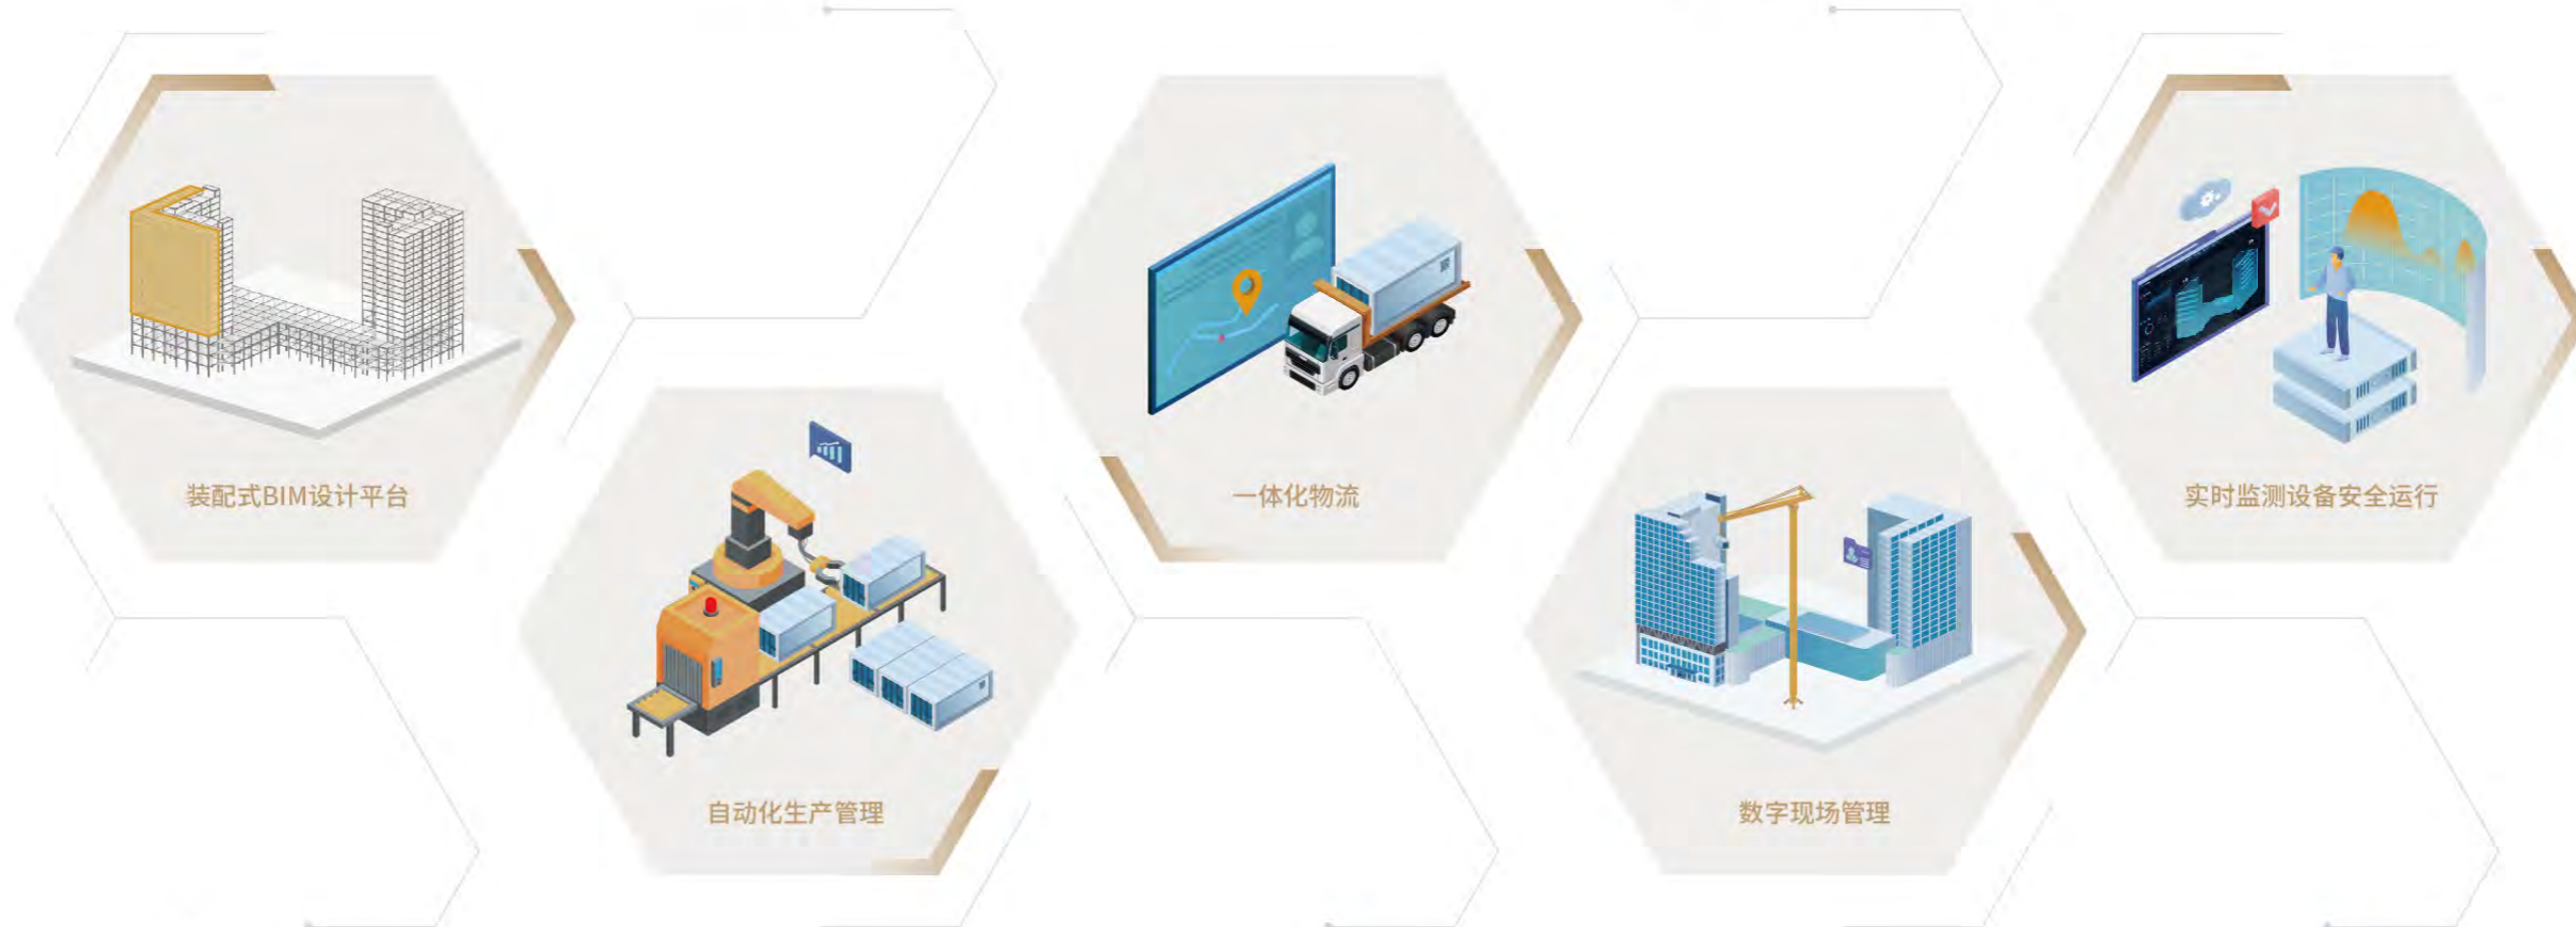 装配式BIM设计平台
自动化生产管理
一体化物流
数字现场管理
实时监测设备安全运行